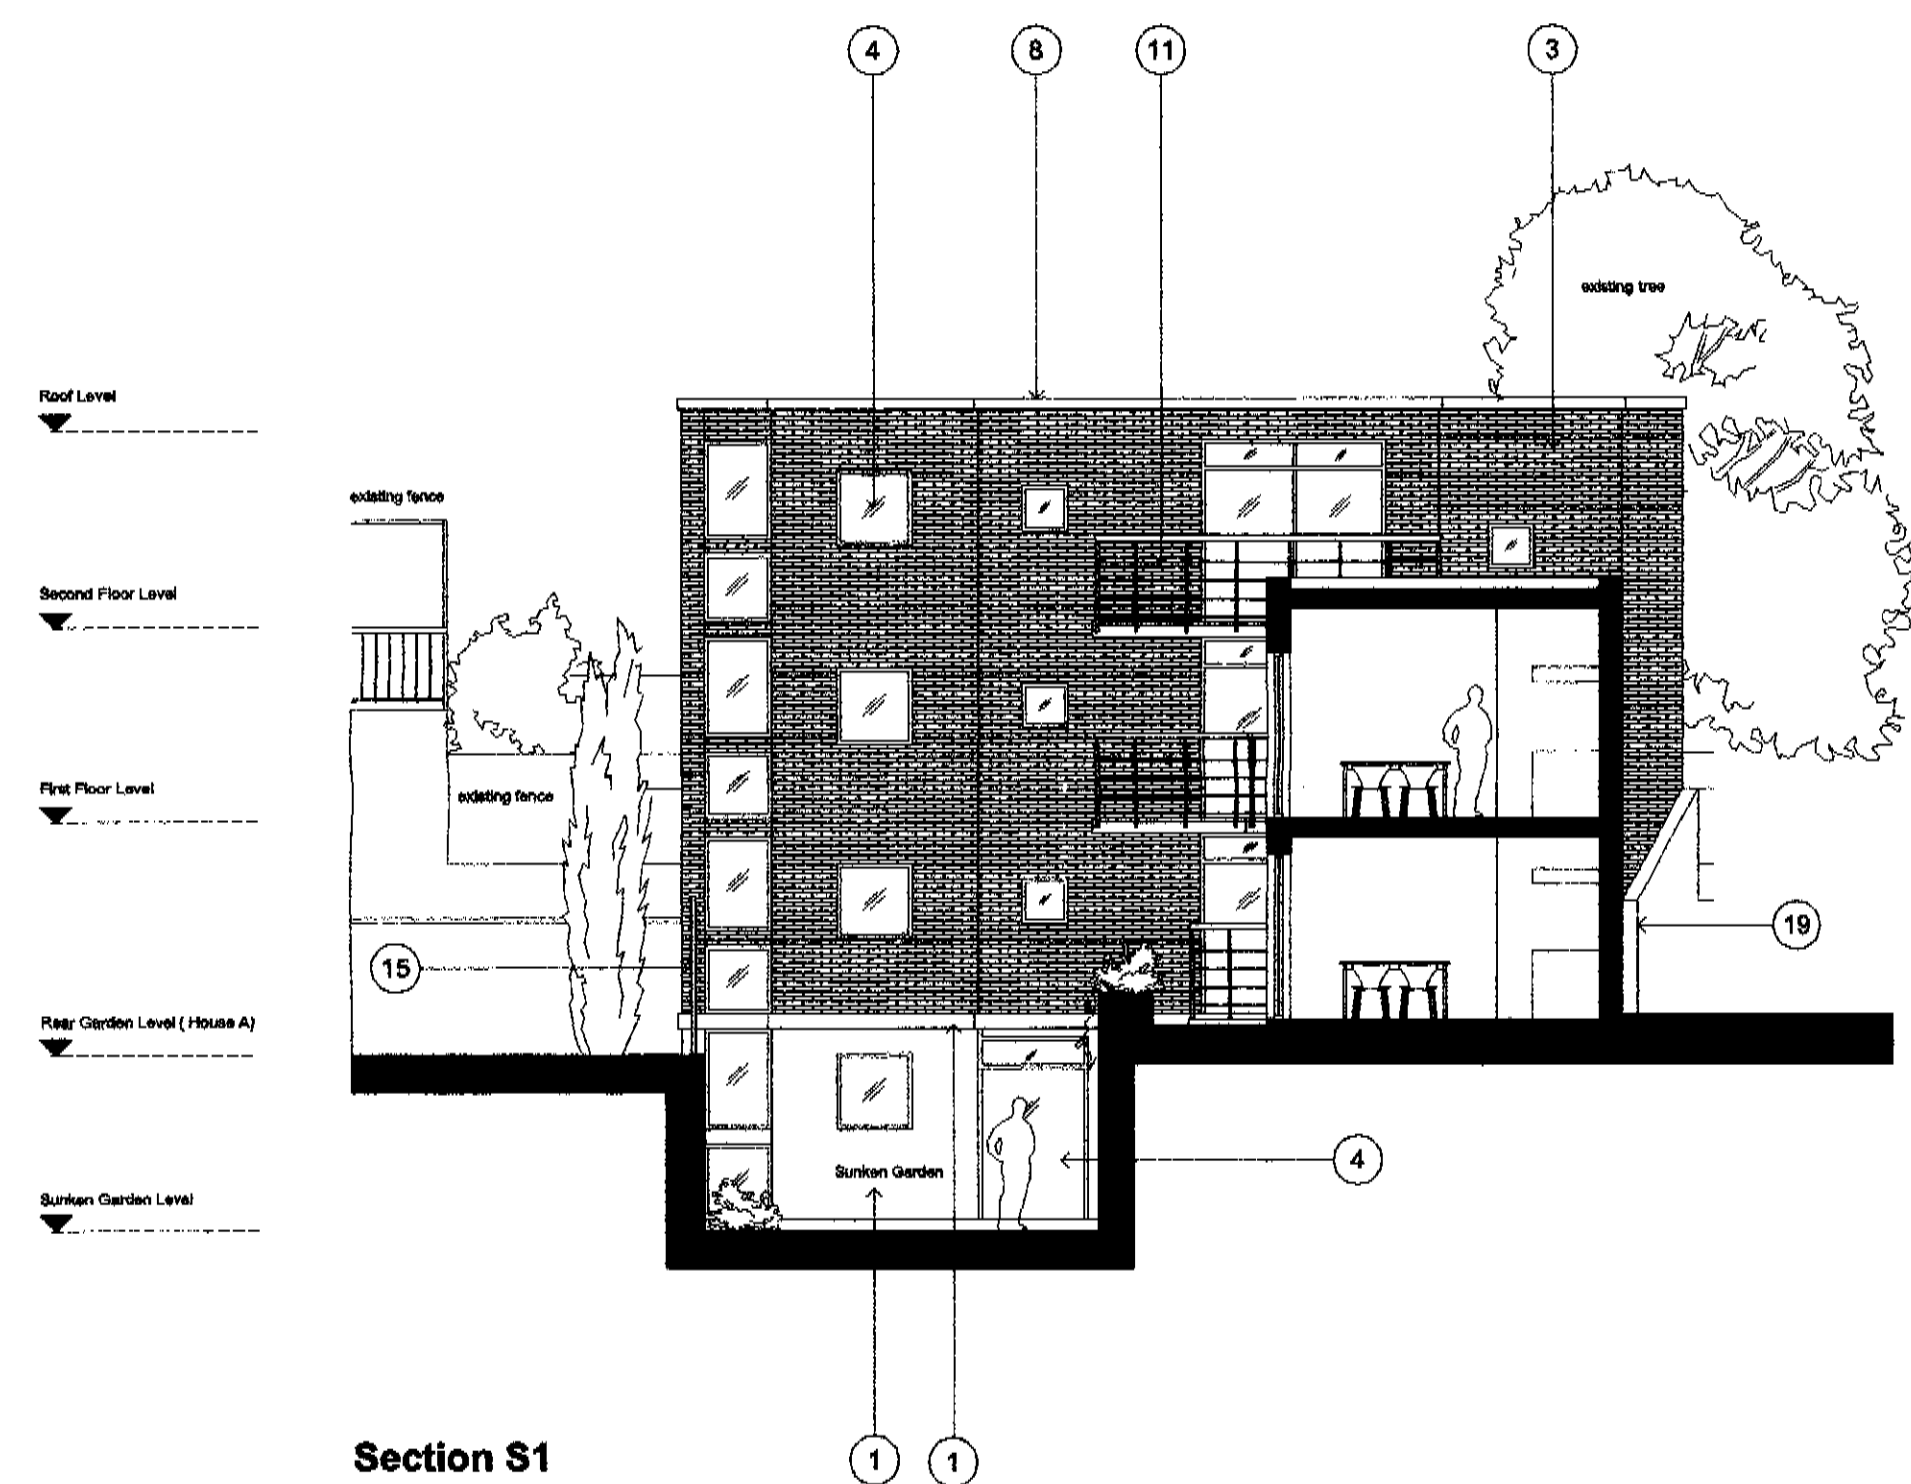 4
8
11
3
existing tree
Roof Level
existing fence
Second Floor Level
First Floor Level
existing fence
19
15
Rear Garden Level ( House A)
4
Sunken Garden
Sunken Garden Level
Section S1
1
1